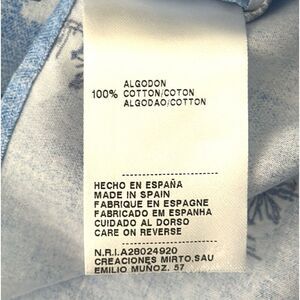 ALGODON
100% COTTON/COTON
ALGODAO/COTTON
HECHO EN ESPAÑA
MADE IN SPAIN
FABRIQUE EN ESPAGNE
FABRICADO EM ESPANHA
CUIDADO AL DORSO
CARE ON REVERSE
N.R.I.A28024920
CREACIONES MIRTO.SAU
EMILIO MUÑOZ. 57